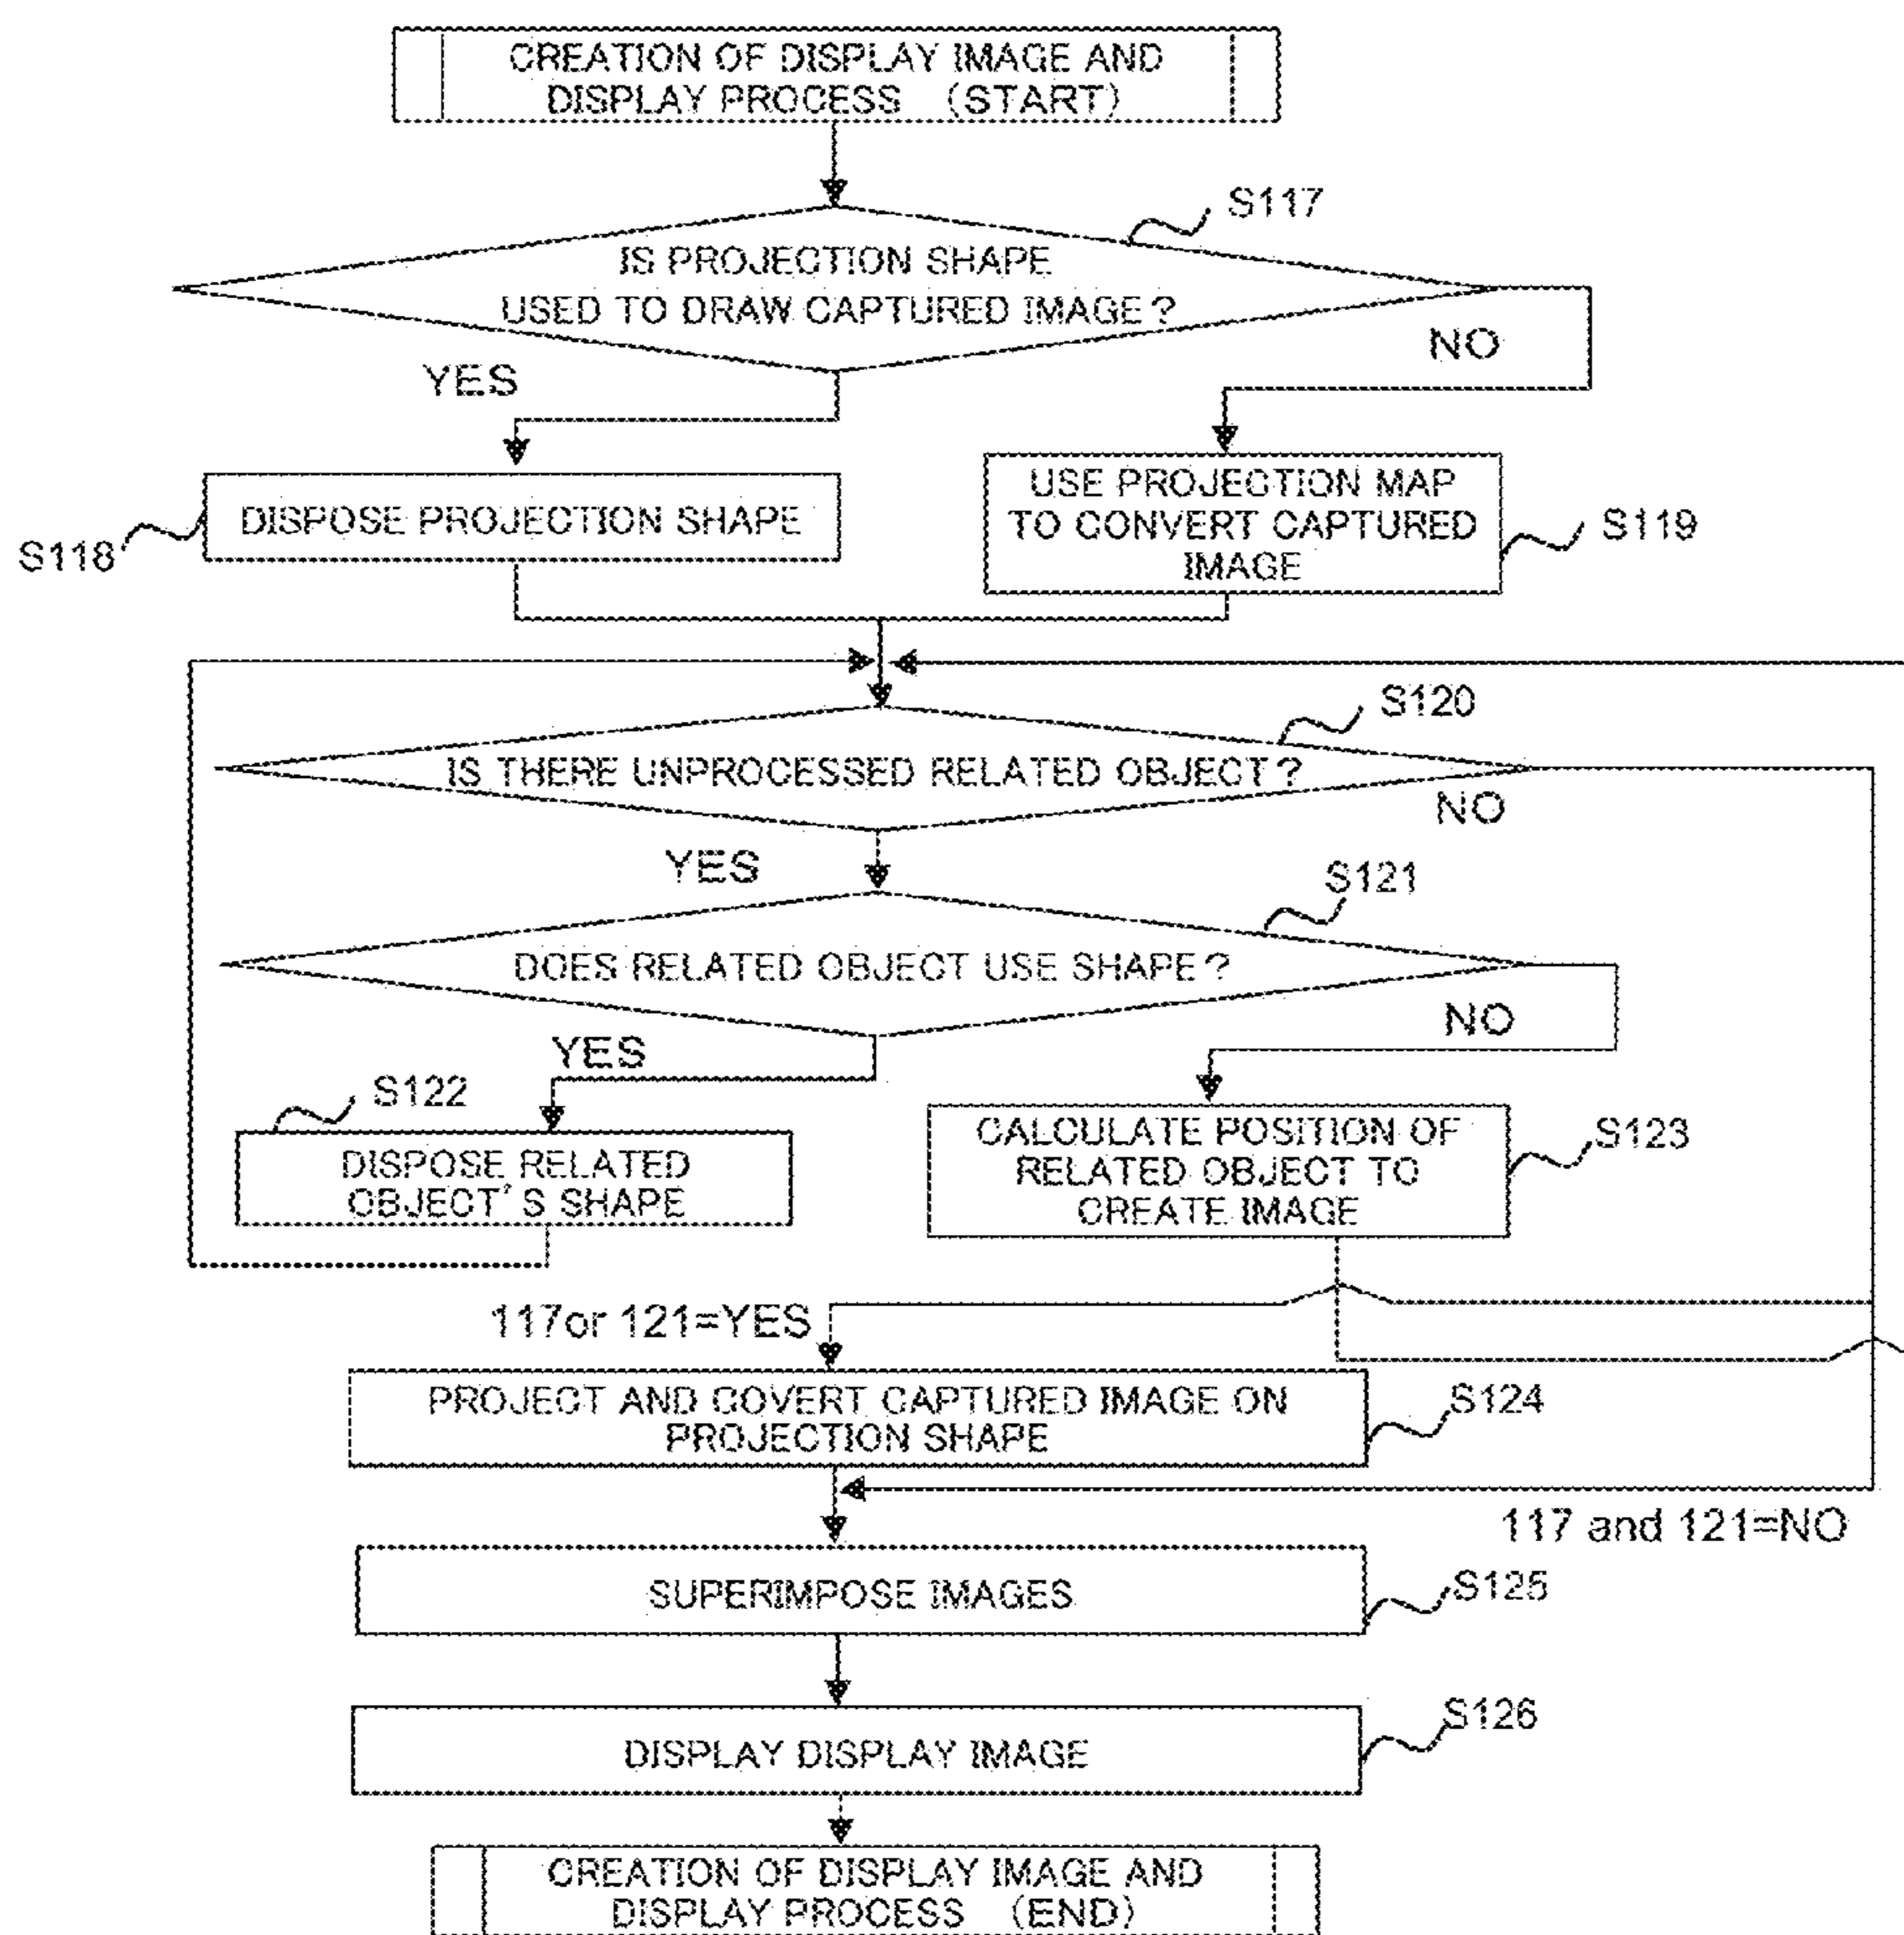 CREATION OF DISPLAY IMAGE AND
DISPLAY PROCESS (START)
S117
IS PROJECTION SHAPE
USED TO DRAW CAPTURED IMAGE?
NO
YES
S118
DISPOSE PROJECTION SHAPE
USE PROJECTION MAP
TO CONVERT CAPTURED
IMAGE
S119
S120
IS THERE UNPROCESSED RELATED OBJECT?
NO
YES
S121
DOES RELATED OBJECT USE SHAPE?
NO
YES
S122
DISPOSE RELATED
OBJECT'S SHAPE
CALCULATE POSITION OF
RELATED OBJECT TO
CREATE IMAGE
S123
117or 121=YES
PROJECT AND COVERT CAPTURED IMAGE ON
PROJECTION SHAPE
S124
117 and 121=NO
SUPERIMPOSE IMAGES
S125
DISPLAY DISPLAY IMAGE
S126
CREATION OF DISPLAY IMAGE AND
DISPLAY PROCESS (END)